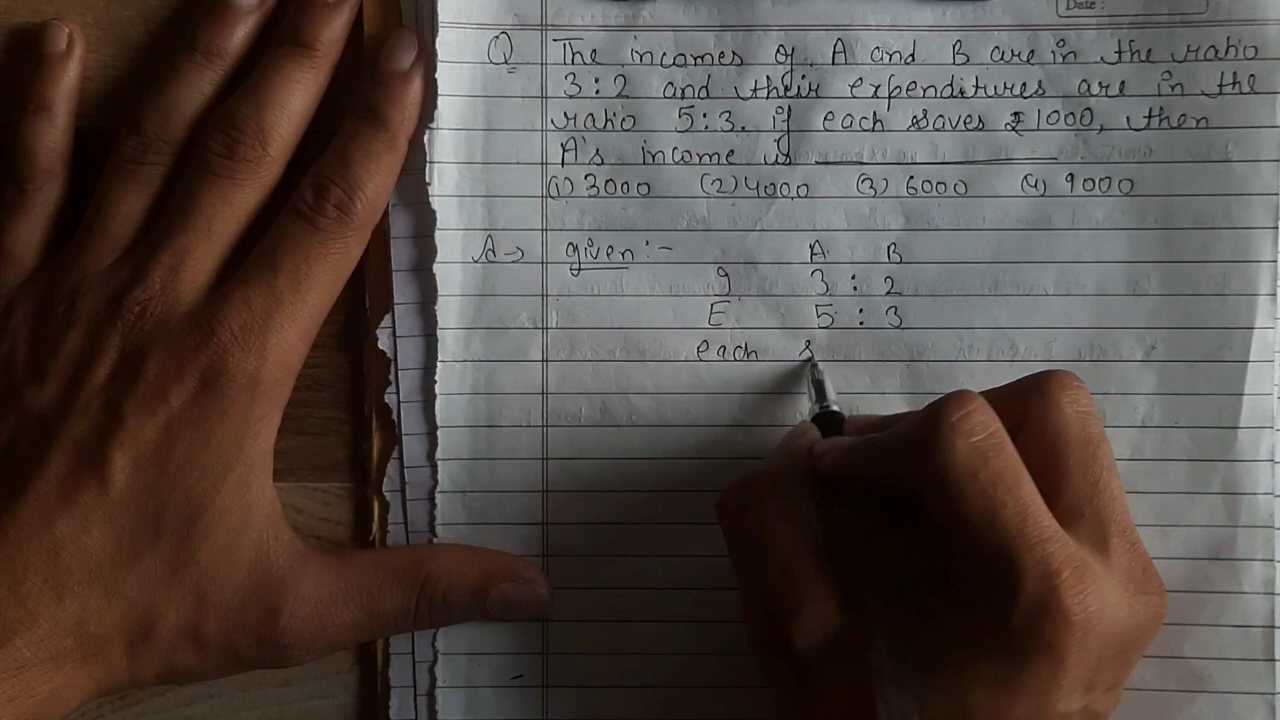 Date :
Q The incomes of A and B are in the ratio
3:2 and their expenditures are in the
ratio 5:3. if each saves ₹1000, then
A's income is ____________
(1) 3000 (2) 4000 (3) 6000 (4) 9000
A→ given :- A B
I 3 : 2
E 5 : 3
each s